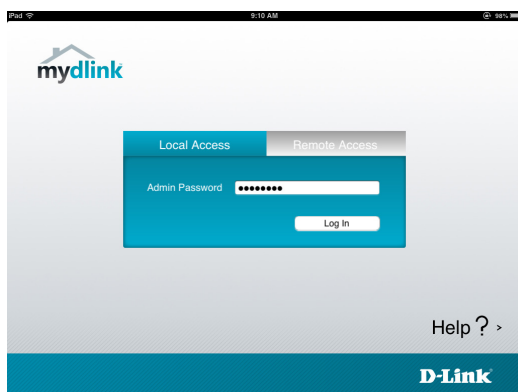 iPad 9:10 AM 98%
mydlink
Local Access Remote Access
Admin Password ••••••••
Log In
Help ? >
D-Link